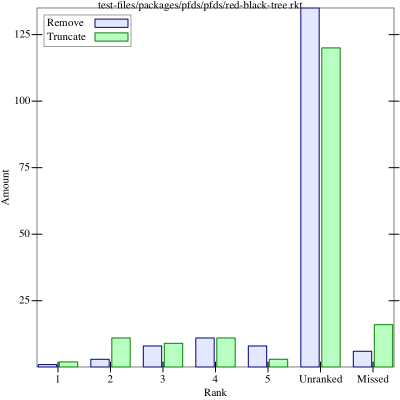 test-files/packages/pfds/pfds/red-black-tree.rkt
Remove
Truncate
125
100
75
50
25
Amount
1 2 3 4 5 Unranked Missed
Rank